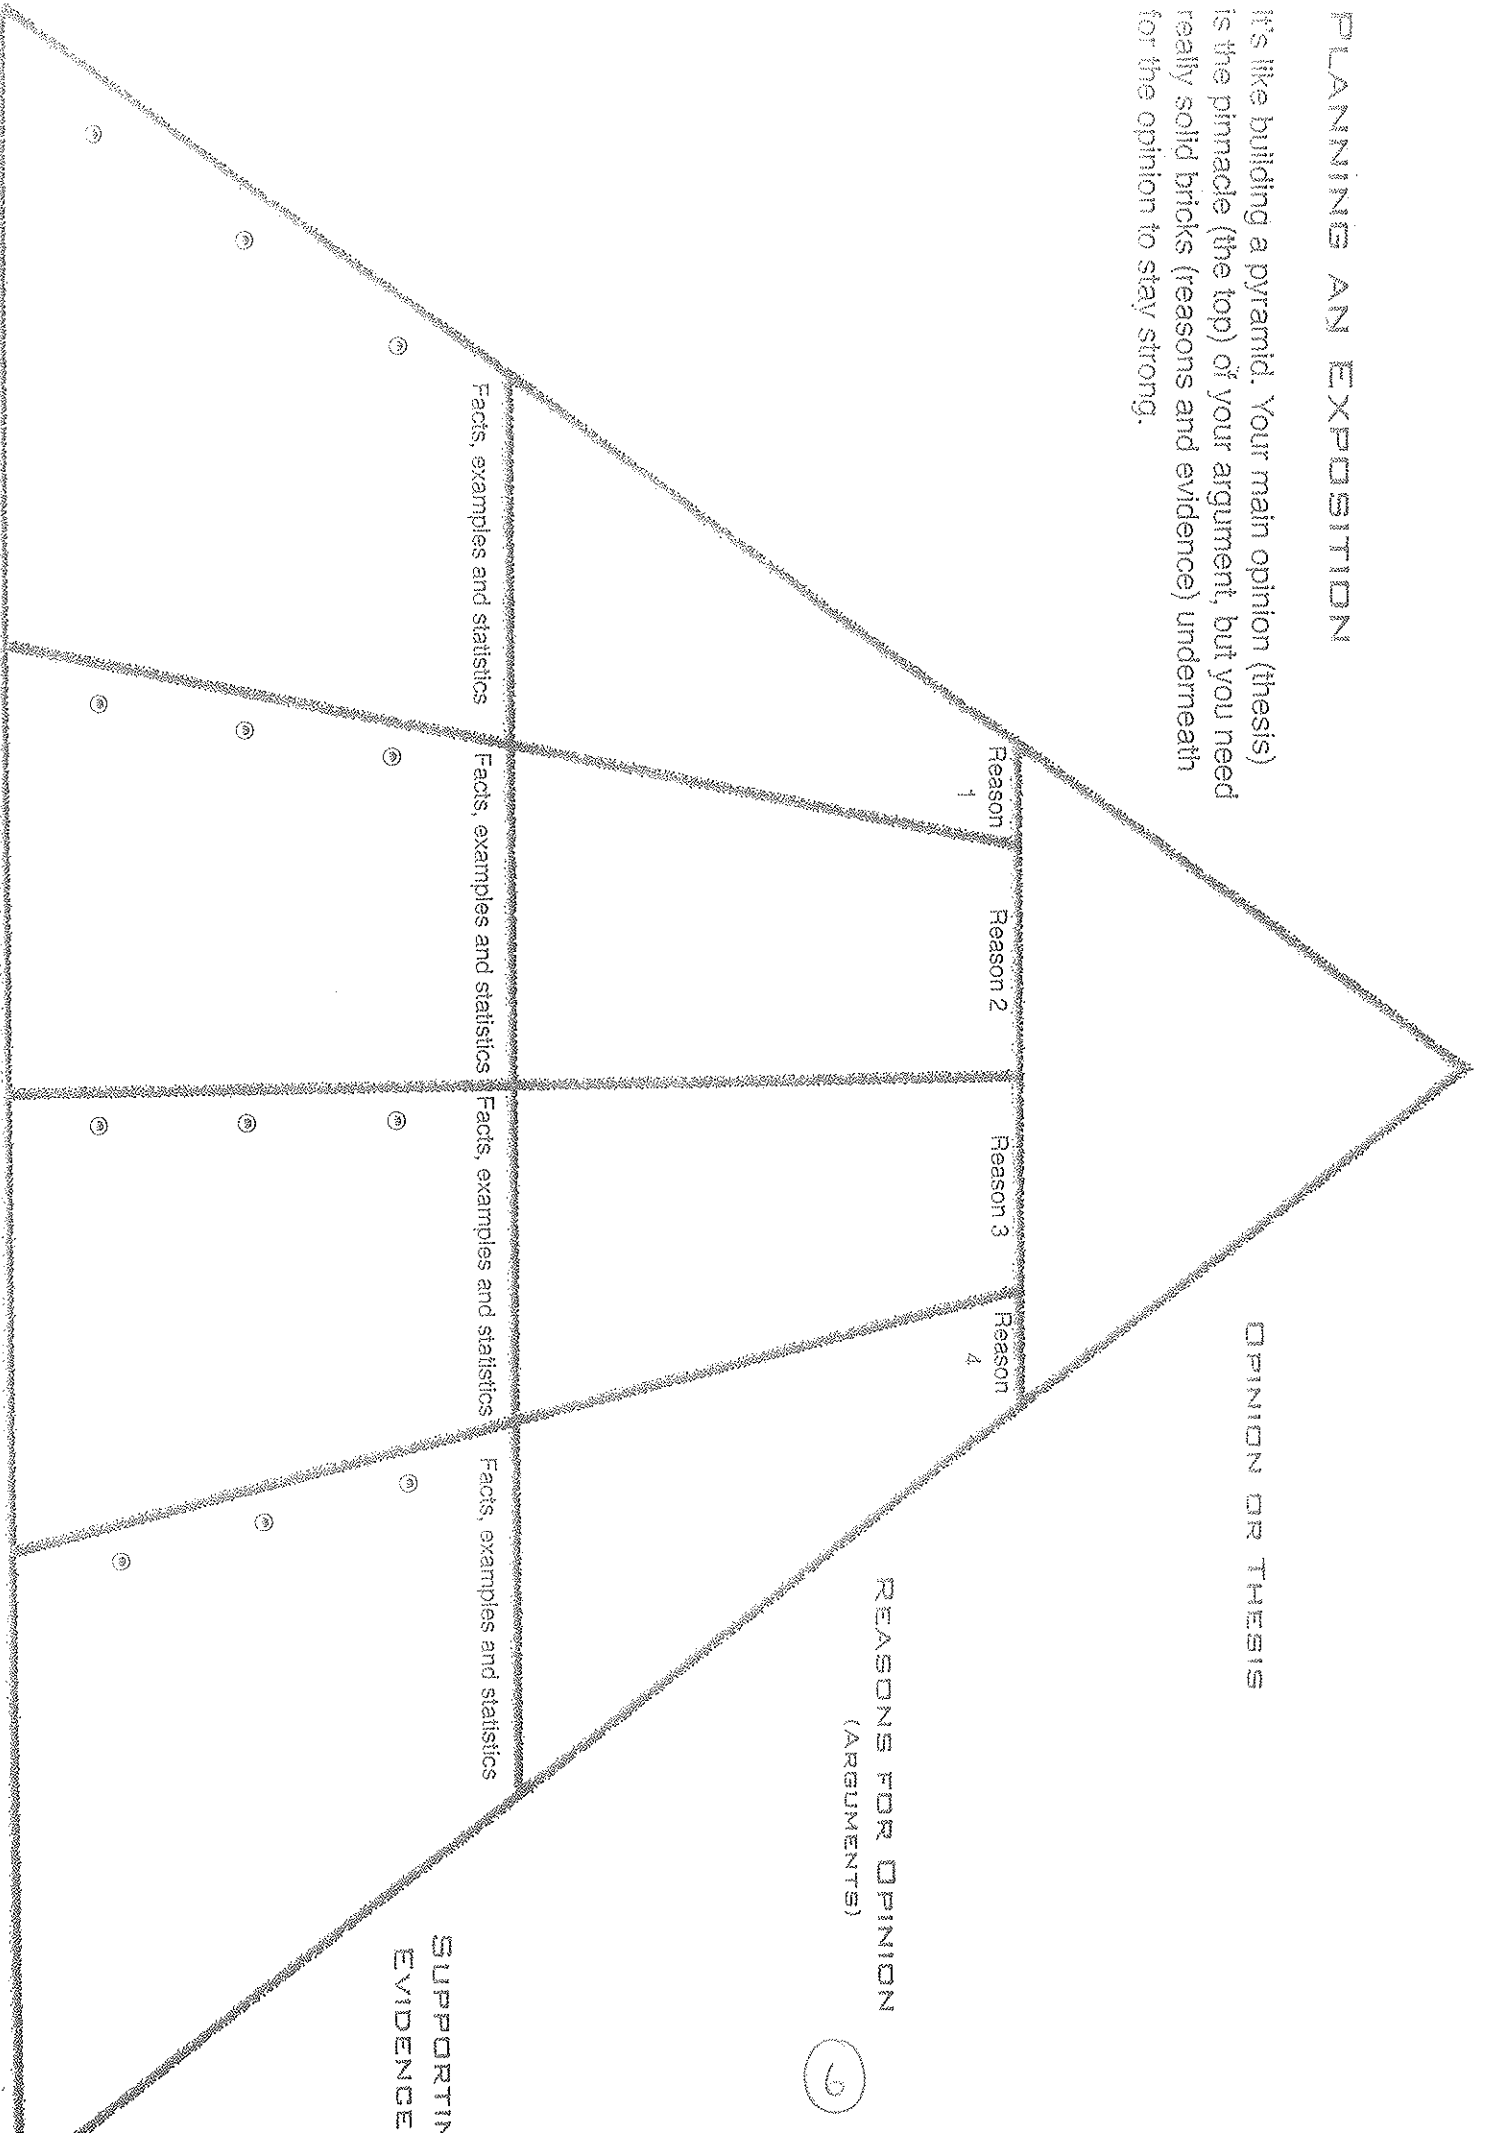 PLANNING AN EXPOSITION
It's like building a pyramid. Your main opinion (thesis)
is the pinnacle (the top) of your argument, but you need
really solid bricks (reasons and evidence) underneath
for the opinion to stay strong.
OPINION OR THESIS
REASONS FOR OPINION
(ARGUMENTS)
Reason
1
Reason 2
Reason 3
Reason
4
SUPPORTIN
EVIDENCE
Facts, examples and statistics
Facts, examples and statistics
Facts, examples and statistics
Facts, examples and statistics
6